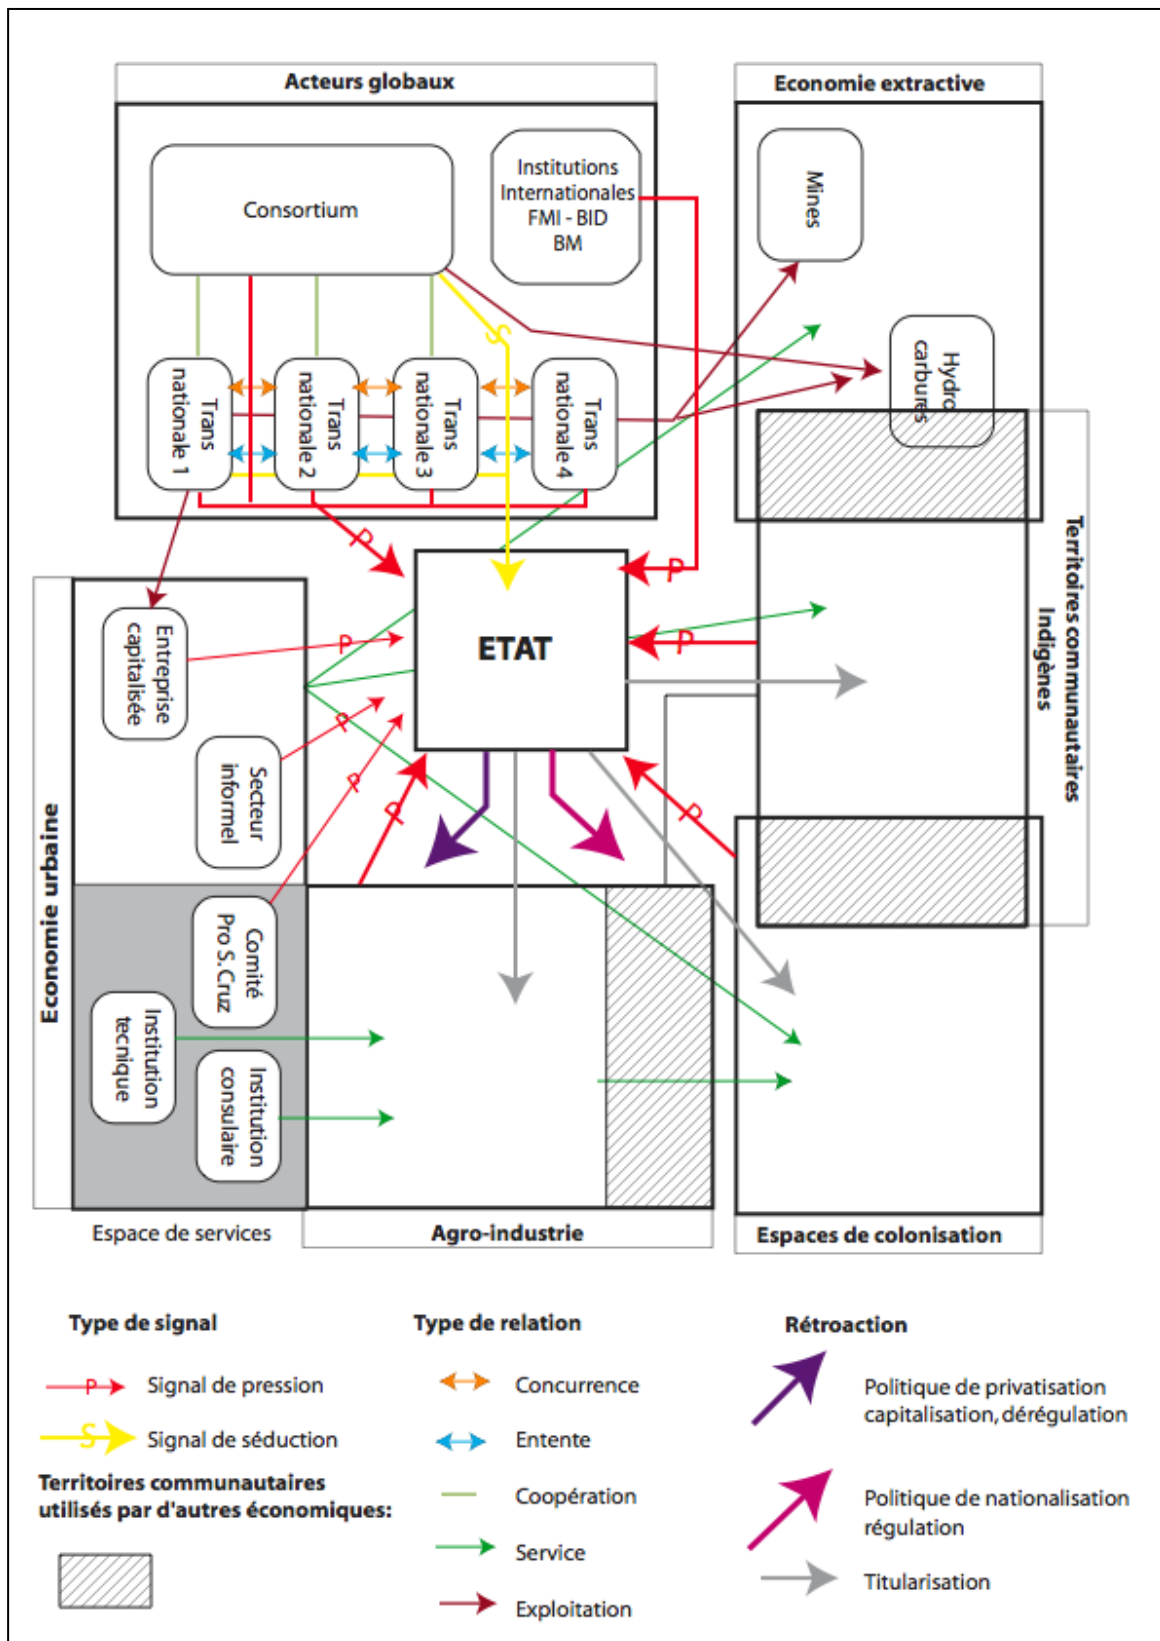 Acteurs globaux
Economie extractive
Consortium
Institutions
Internationales
FMI - BID
BM
Mines
Hydro
carbures
S
Trans
nationale 1
Trans
nationale 2
Trans
nationale 3
Trans
nationale 4
P
P
Territoires communautaires
Indigènes
Entreprise
capitalisée
P
ETAT
P
P
Secteur
informel
P
P
P
Economie urbaine
Comité
Pro S. Cruz
Institution
tecnique
Institution
consulaire
Espace de services
Agro-industrie
Espaces de colonisation
Type de signal
P
Signal de pression
S
Signal de séduction
Territoires communautaires
utilisés par d'autres économiques:
Type de relation
Concurrence
Entente
Coopération
Service
Exploitation
Rétroaction
Politique de privatisation
capitalisation, dérégulation
Politique de nationalisation
régulation
Titularisation